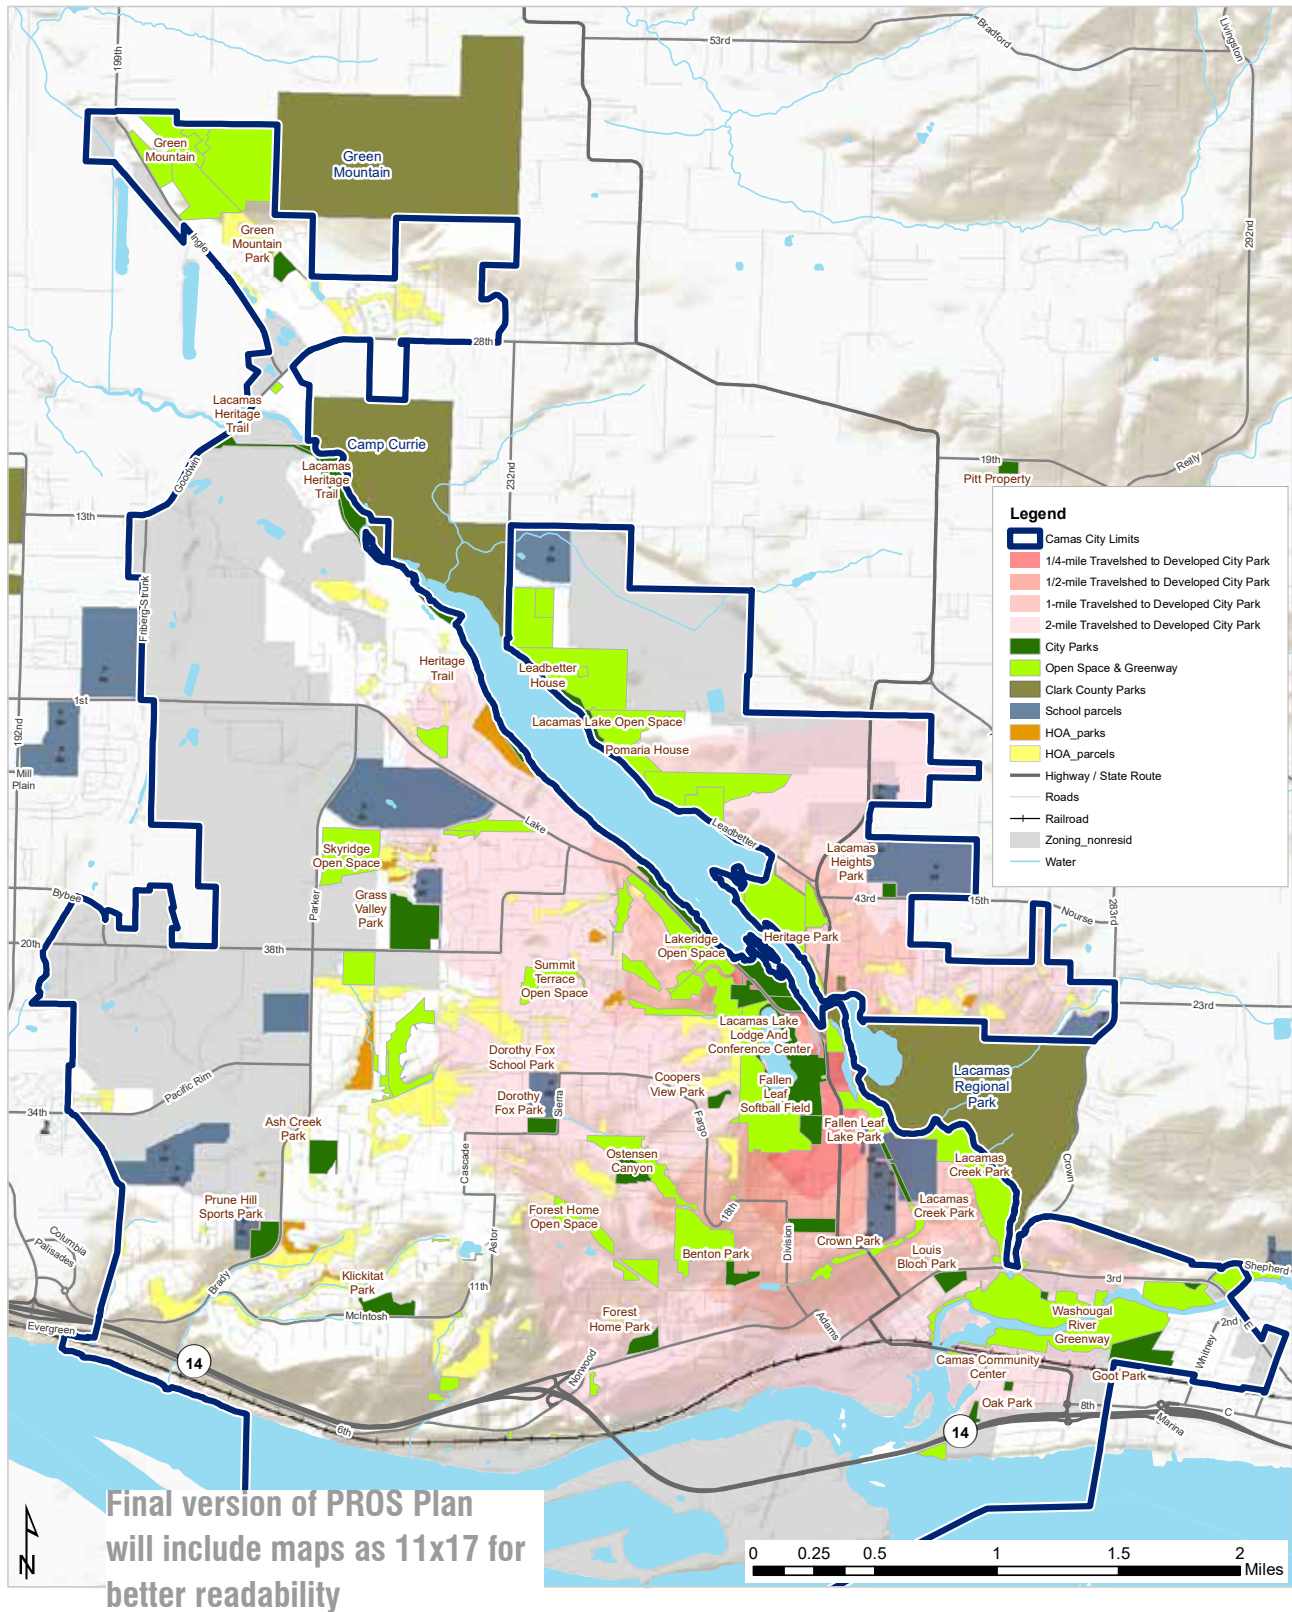 53rd
Bradford
Livingston
199th
Green
Mountain
Green
Mountain
Green
Mountain
Park
Ingle
292nd
28th
Lacamas
Heritage
Trail
Camp Currie
Goodwin
Lacamas
Heritage
Trail
232nd
19th
Reilly
Pitt Property
13th
Friberg-Strunk
Legend
Camas City Limits
1/4-mile Travelshed to Developed City Park
1/2-mile Travelshed to Developed City Park
1-mile Travelshed to Developed City Park
2-mile Travelshed to Developed City Park
City Parks
Open Space & Greenway
Clark County Parks
School parcels
HOA_parks
HOA_parcels
Highway / State Route
Roads
Railroad
Zoning_nonresid
Water
Heritage
Trail
Leadbetter
House
1st
192nd
Lacamas Lake Open Space
Pomaria House
Mill
Plain
Lake
Leadbetter
Skyridge
Open Space
Lacamas
Heights
Park
Bybee
Parker
Grass
Valley
Park
43rd
15th
Nourse
283rd
20th
38th
Lakeridge
Open Space
Heritage Park
Summit
Terrace
Open Space
23rd
Lacamas Lake
Lodge And
Conference Center
Dorothy Fox
School Park
Pacific Rim
Coopers
View Park
Fallen
Leaf
Softball Field
Lacamas
Regional
Park
34th
Dorothy
Fox Park
Sierra
Fargo
Ash Creek
Park
Fallen Leaf
Lake Park
Cascade
Ostensen
Canyon
Lacamas
Creek Park
Crown
Prune Hill
Sports Park
Lacamas
Creek Park
Forest Home
Open Space
18th
Division
Columbia
Palisades
Astor
Benton Park
Crown Park
Louis
Bloch Park
Shepherd
Brady
Klickitat
Park
11th
3rd
McIntosh
Evergreen
Forest
Home Park
Adams
Washougal
River
Greenway
2nd
E
Whitney
14
Norwood
Camas Community
Center
Goot Park
Oak Park
8th
C
Marina
6th
14
Final version of PROS Plan
will include maps as 11x17 for
better readability
N
0 0.25 0.5 1 1.5 2
Miles